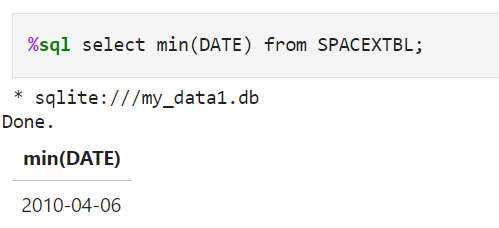 %sql select min(DATE) from SPACEXTBL;
* sqlite:///my_data1.db
Done.
min(DATE)
2010-04-06